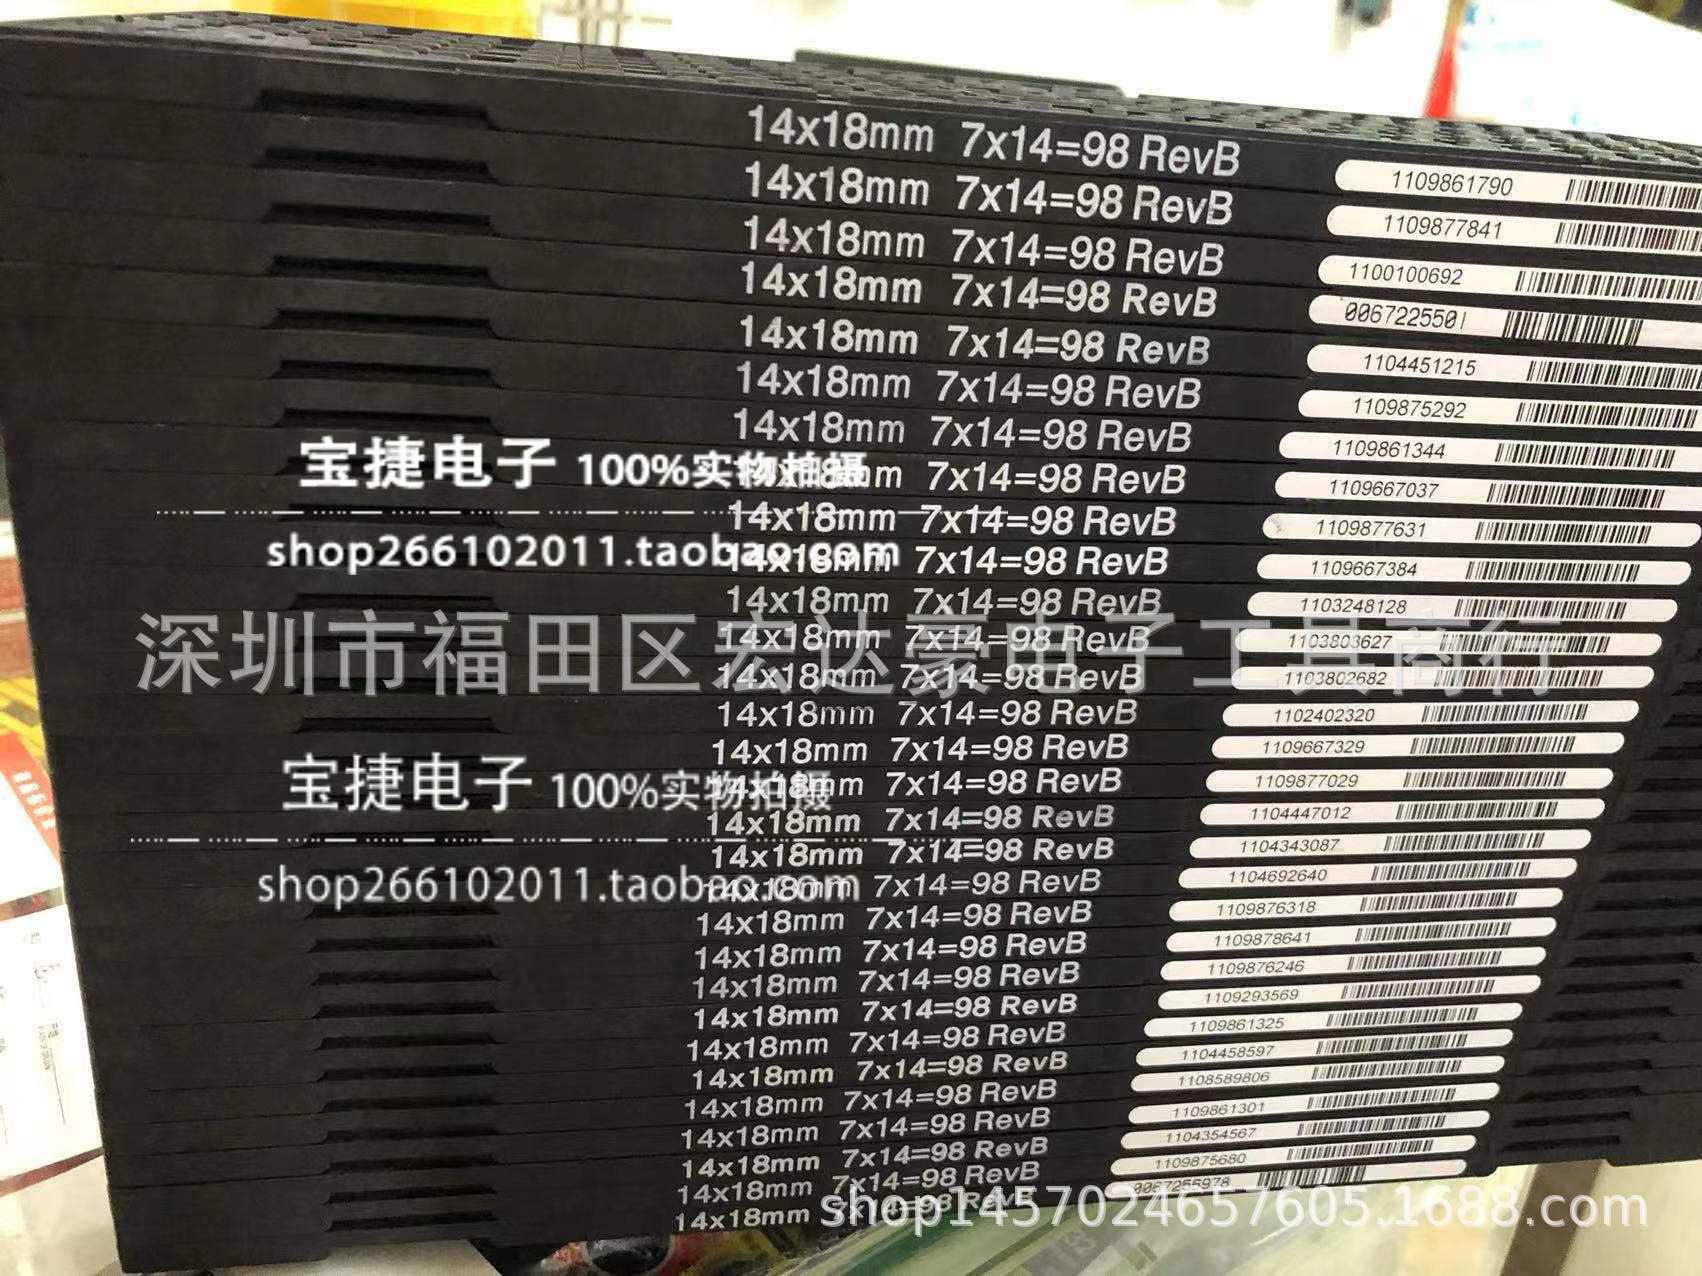 14x18mm 7x14=98 RevB
1109861790
14x18mm 7x14=98 RevB
1109877841
14x18mm 7x14=98 RevB
1100100692
14x18mm 7x14=98 RevB
0067225501
14x18mm 7x14=98 RevB
1104451215
14x18mm 7x14=98 RevB
1109875292
14x18mm 7x14=98 RevB
1109861344
宝捷电子 100%实物拍摄
14x18mm 7x14=98 RevB
1109667037
14x18mm 7x14=98 RevB
1109877631
shop266102011.taobao.com
14x18mm 7x14=98 RevB
1109667384
14x18mm 7x14=98 RevB
1103248128
深圳市福田区宏达豪电子工具商行
14x18mm 7x14=98 RevB
1103803627
14x18mm 7x14=98 RevB
1103802682
14x18mm 7x14=98 RevB
1102402320
14x18mm 7x14=98 RevB
1109667329
宝捷电子 100%实物拍摄
14x18mm 7x14=98 RevB
1109877029
14x18mm 7x14=98 RevB
1104447012
14x18mm 7x14=98 RevB
1104343087
shop266102011.taobao.com
14x18mm 7x14=98 RevB
1104692640
14x18mm 7x14=98 RevB
1109876318
14x18mm 7x14=98 RevB
1109878641
14x18mm 7x14=98 RevB
1109876246
14x18mm 7x14=98 RevB
1109293569
14x18mm 7x14=98 RevB
1109861325
14x18mm 7x14=98 RevB
1104458597
14x18mm 7x14=98 RevB
1108589806
14x18mm 7x14=98 RevB
1109861301
14x18mm 7x14=98 RevB
1104354567
14x18mm 7x14=98 RevB
1109875680
14x18mm 7x14=98 RevB
0067256978
shop1457024657605.1688.com